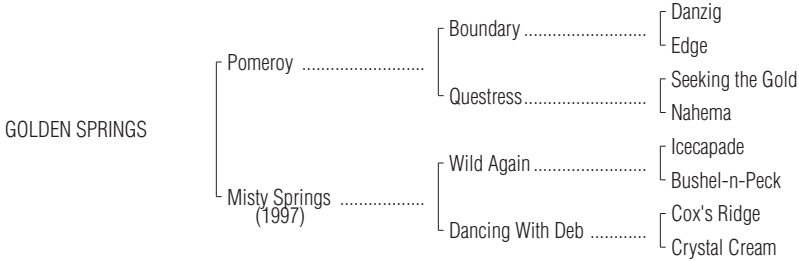 Danzig
Boundary ..........................
Edge
Pomeroy ..........................
Seeking the Gold
Questress..........................
Nahema
GOLDEN SPRINGS
Icecapade
Wild Again........................
Bushel-n-Peck
Misty Springs ..................
(1997)
Cox's Ridge
Dancing With Deb ............
Crystal Cream